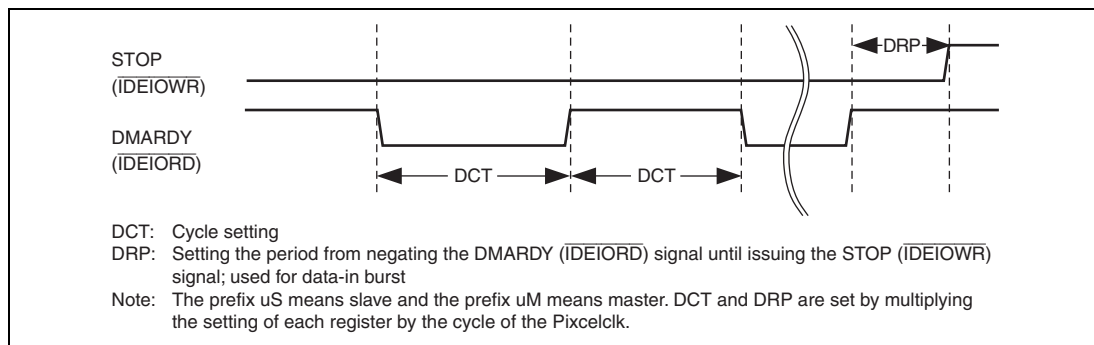 DRP
STOP
(IDEIOWR)
DMARDY
(IDEIORD)
DCT
DCT
DCT: Cycle setting
DRP: Setting the period from negating the DMARDY (IDEIORD) signal until issuing the STOP (IDEIOWR)
signal; used for data-in burst
Note: The prefix uS means slave and the prefix uM means master. DCT and DRP are set by multiplying
the setting of each register by the cycle of the Pixcelclk.